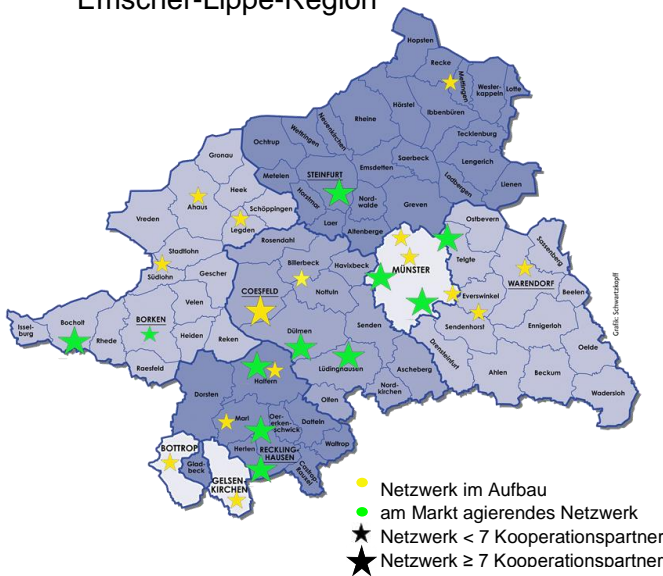 Emscher-Lippe-Region
Hopsten
Recke
Mettingen
Wester-
kappeln
Lotte
Ibbenbüren
Hörstel
Rheine
Neuenkirchen
Wettringen
Ochtrup
Tecklenburg
Lengerich
Lienen
Ladbergen
Saerbeck
Emsdetten
STEINFURT
Metelen
Horstmar
Nord-
walde
Greven
Laer
Altenberge
Gronau
Heek
Ahaus
Schöppingen
Legden
Vreden
Stadtlohn
Südlohn
Gescher
Velen
BORKEN
Heiden
Reken
Raesfeld
Rhede
Bocholt
Issel-
burg
Rosendahl
Billerbeck
Havixbeck
COESFELD
Nottuln
Dülmen
Senden
Lüdinghausen
Ascheberg
Nord-
kirchen
Olfen
MÜNSTER
Ostbevern
Telgte
Sassenberg
WARENDORF
Beelen
Everswinkel
Sendenhorst
Ennigerloh
Oelde
Drensteinfurt
Ahlen
Beckum
Wadersloh
Haltern
Dorsten
Marl
Oer-
erken-
schwick
Datteln
Waltrop
Herten
RECKLING-
HAUSEN
Castrop-
Rauxel
BOTTROP
Glad-
beck
GELSEN
KIRCHEN
Grafik: Schwartzkopff
Netzwerk im Aufbau
am Markt agierendes Netzwerk
Netzwerk < 7 Kooperationspartner
Netzwerk ≥ 7 Kooperationspartner